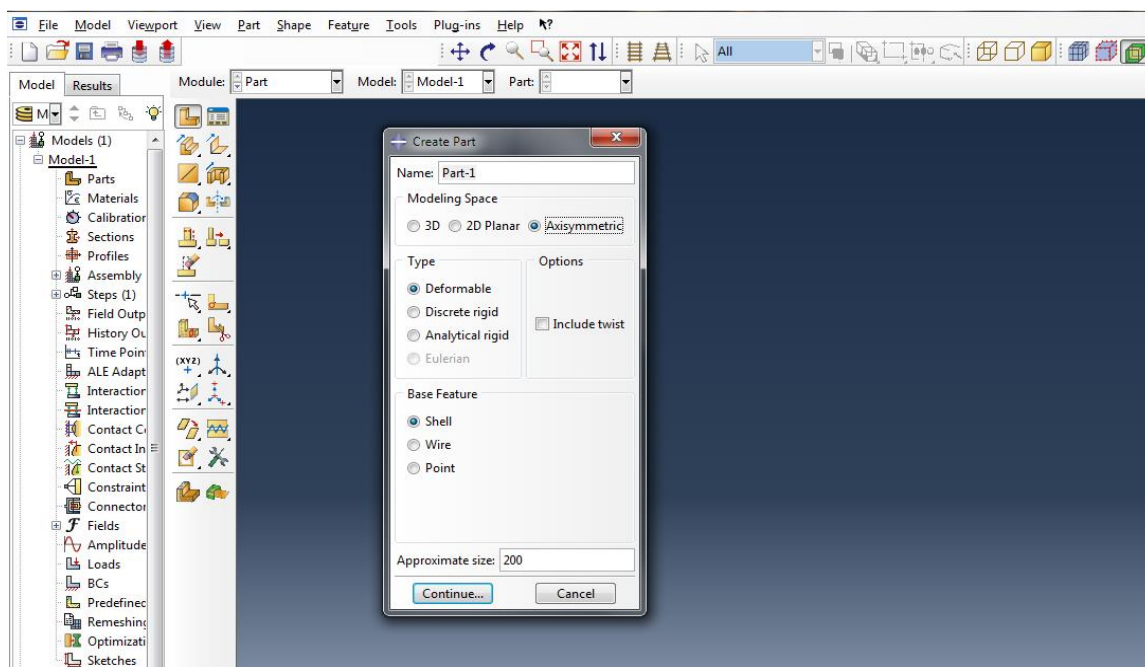 File Model Viewport View Part Shape Feature Tools Plug-ins Help
All
Model Results
Module: Part Model: Model-1 Part:
M
Models (1)
Model-1
Parts
Materials
Calibration
Sections
Profiles
Assembly
Steps (1)
Field Outp
History Ou
Time Poin
ALE Adapt
Interaction
Interaction
Contact Co
Contact In
Contact St
Constraint
Connector
Fields
Amplitude
Loads
BCs
Predefined
Remeshing
Optimizati
Sketches
(XYZ)
Create Part
Name: Part-1
Modeling Space
3D 2D Planar Axisymmetric
Type
Deformable
Discrete rigid
Analytical rigid
Eulerian
Options
Include twist
Base Feature
Shell
Wire
Point
Approximate size: 200
Continue... Cancel